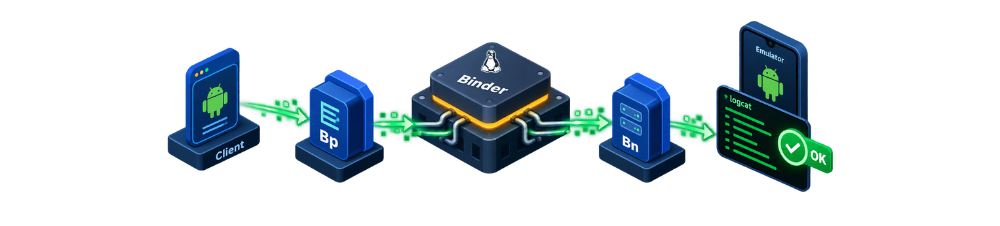 Client
Bp
Binder
Bn
Emulator
logcat
OK